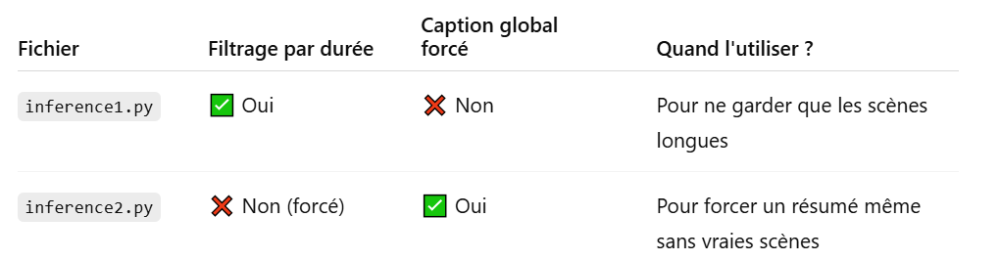 Caption global
Fichier Filtrage par durée forcé Quand l'utiliser ?
inference1.py ✅ Oui ❌ Non Pour ne garder que les scènes
longues
inference2.py ❌ Non (forcé) ✅ Oui Pour forcer un résumé même
sans vraies scènes